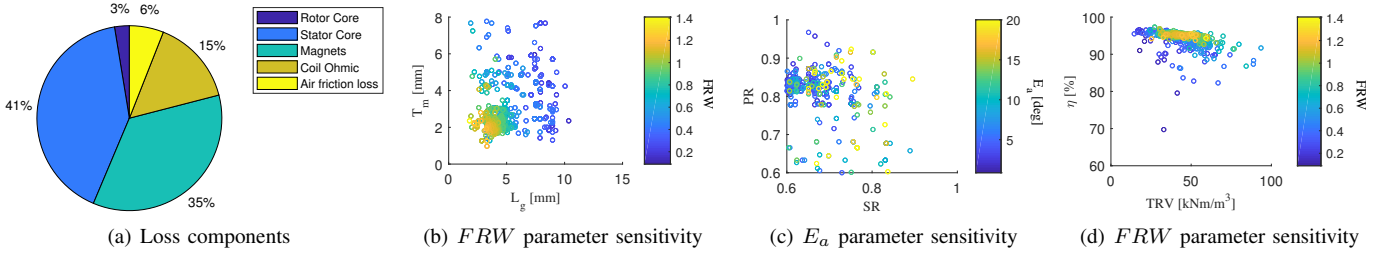 3%
6%
15%
41%
35%
Rotor Core
Stator Core
Magnets
Coil Ohmic
Air friction loss
(a) Loss components
8
6
4
2
0
0
5
10
15
T_m [mm]
L_g [mm]
1.4
1.2
1
0.8
0.6
0.4
0.2
FRW
(b) FRW parameter sensitivity
1
0.9
0.8
0.7
0.6
0.6
0.8
1
PR
SR
20
15
10
5
E_a [deg]
(c) E_a parameter sensitivity
100
90
80
70
60
0
50
100
η [%]
TRV [kNm/m³]
1.4
1.2
1
0.8
0.6
0.4
0.2
FRW
(d) FRW parameter sensitivity